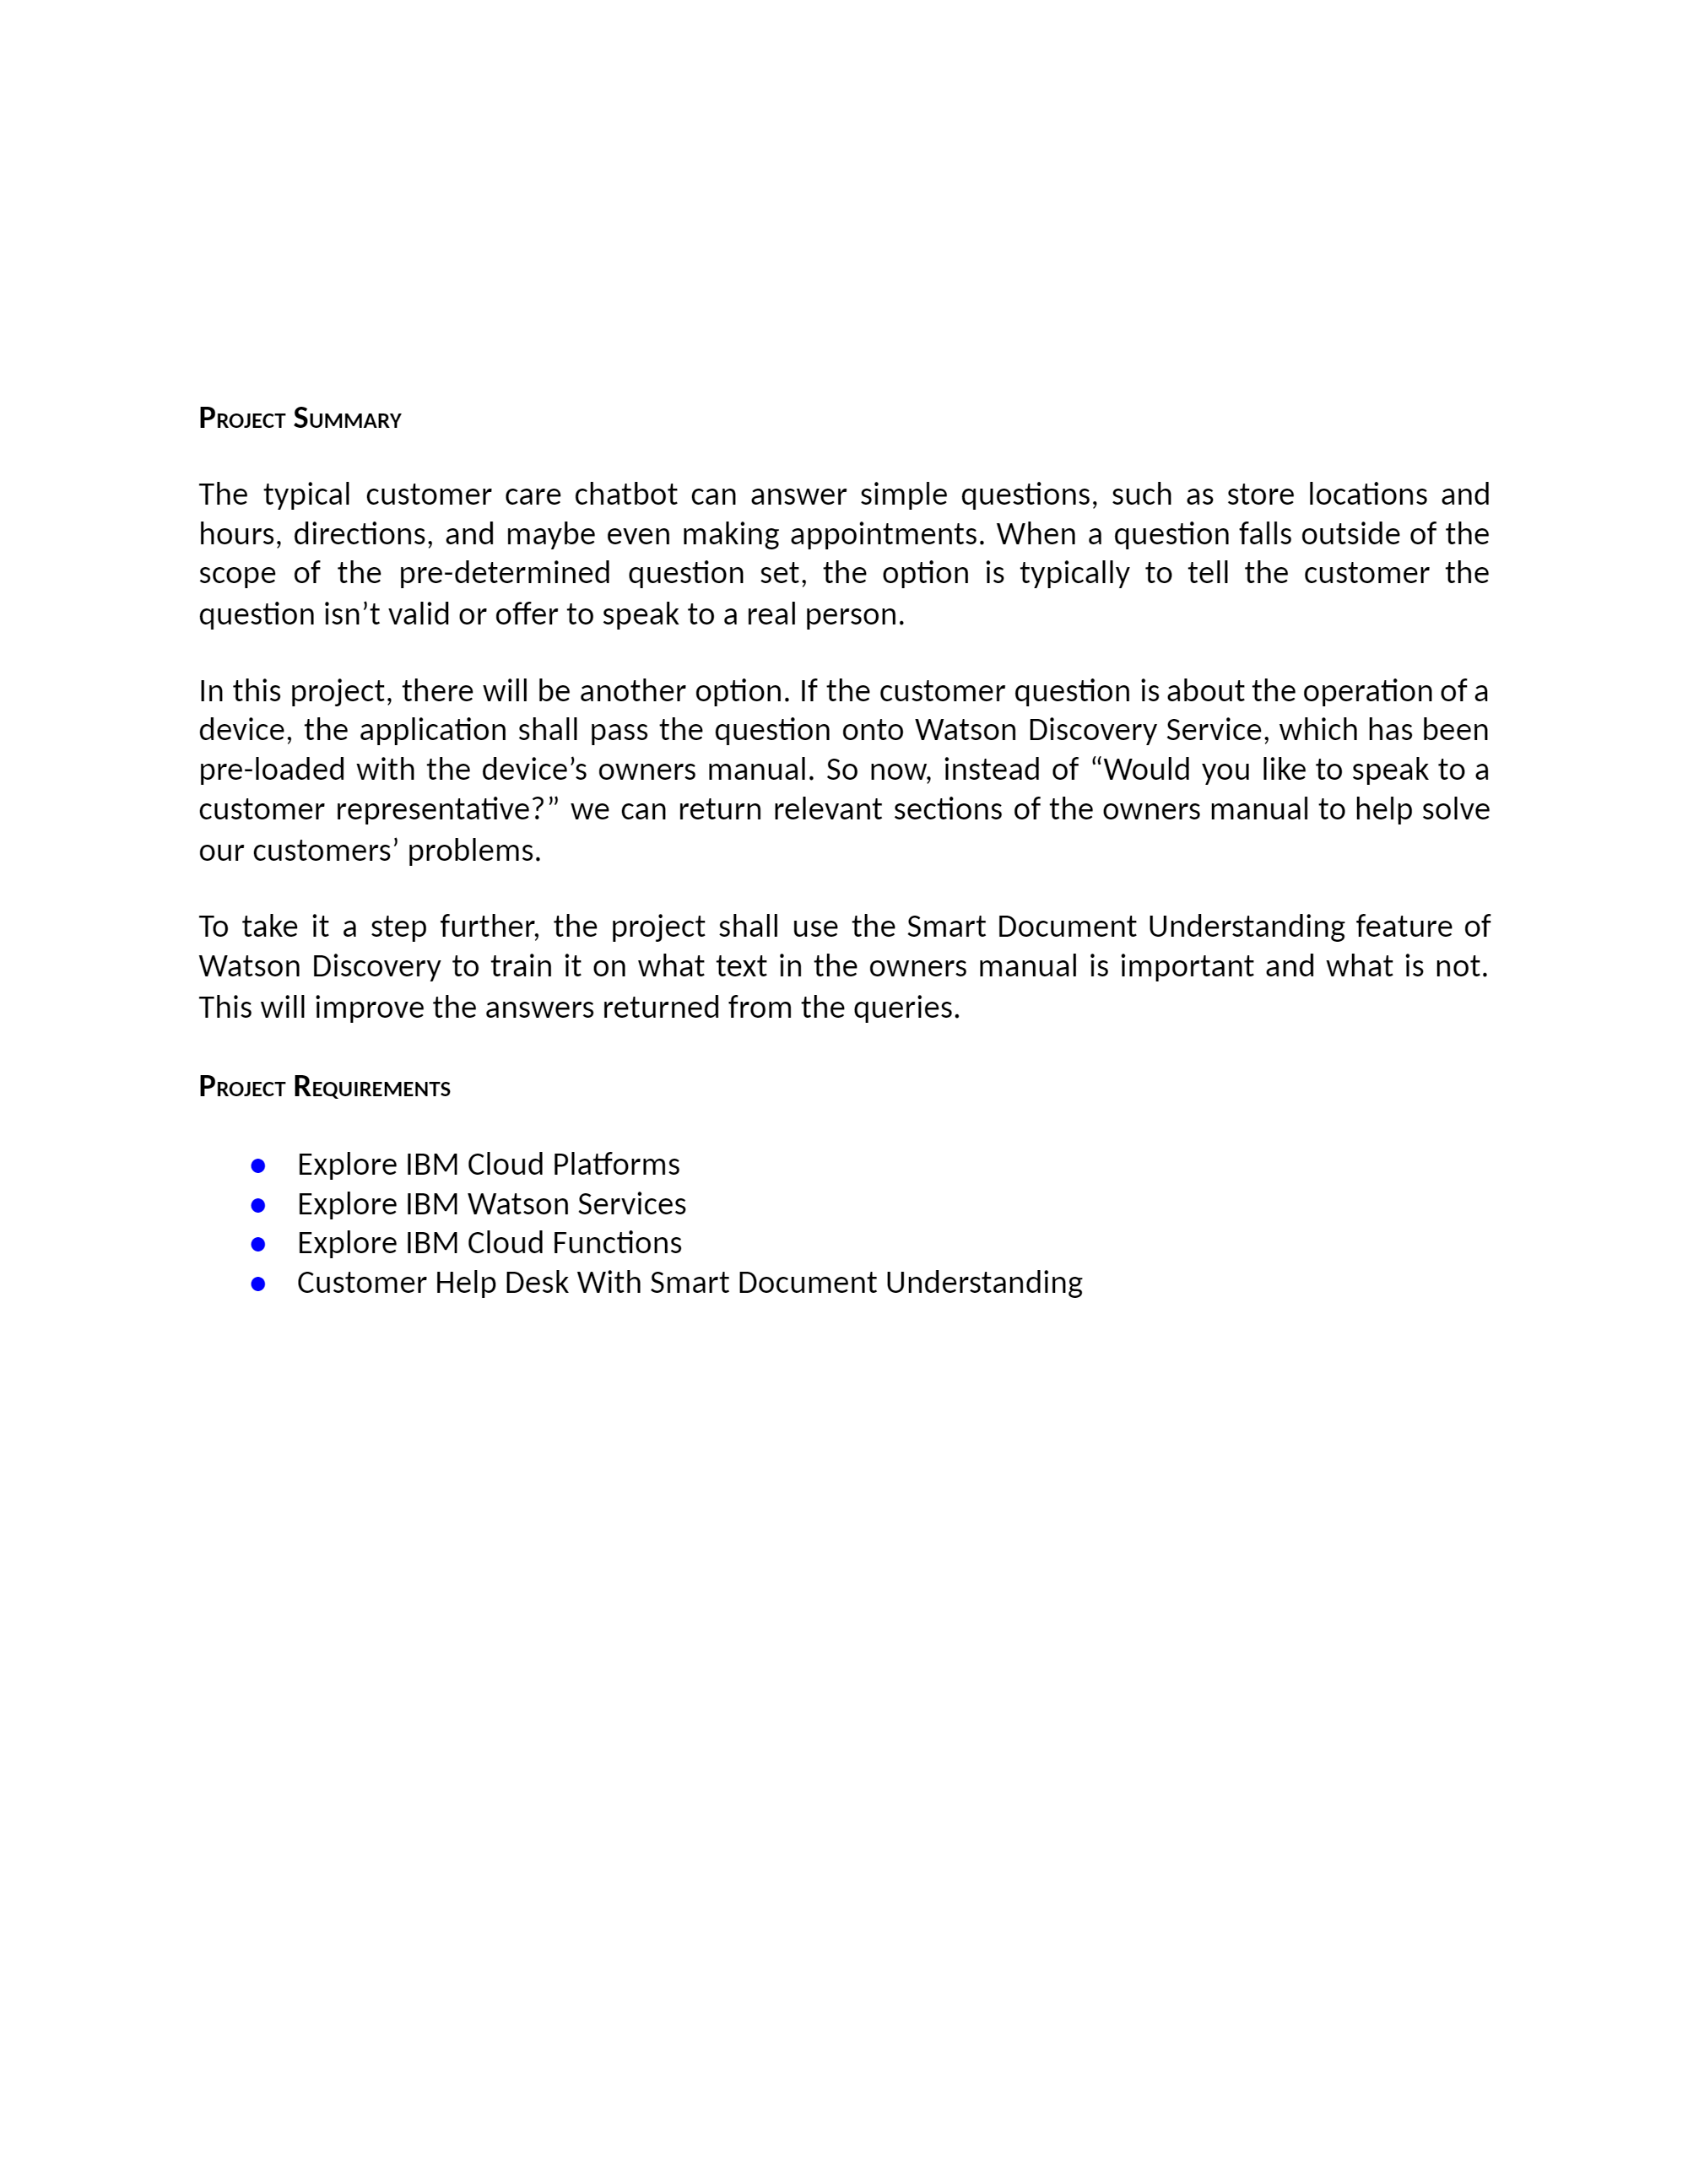 Project Summary
The typical customer care chatbot can answer simple questions, such as store locations and
hours, directions, and maybe even making appointments. When a question falls outside of the
scope of the pre-determined question set, the option is typically to tell the customer the
question isn’t valid or offer to speak to a real person.
In this project, there will be another option. If the customer question is about the operation of a
device, the application shall pass the question onto Watson Discovery Service, which has been
pre-loaded with the device’s owners manual. So now, instead of “Would you like to speak to a
customer representative?” we can return relevant sections of the owners manual to help solve
our customers’ problems.
To take it a step further, the project shall use the Smart Document Understanding feature of
Watson Discovery to train it on what text in the owners manual is important and what is not.
This will improve the answers returned from the queries.
Project Requirements
● Explore IBM Cloud Platforms
● Explore IBM Watson Services
● Explore IBM Cloud Functions
● Customer Help Desk With Smart Document Understanding